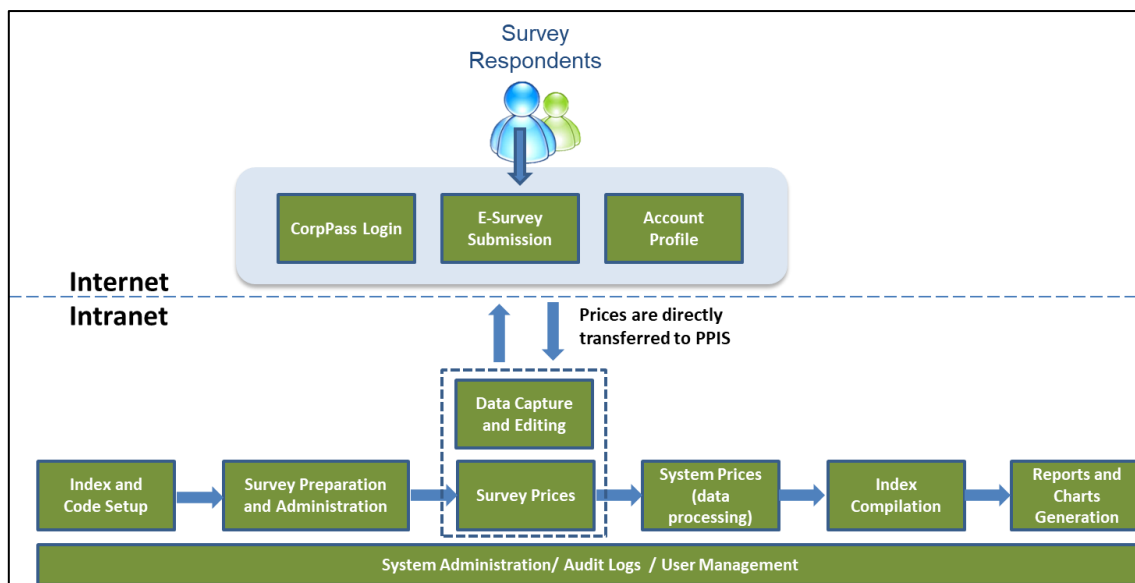 Survey
Respondents
CorpPass Login
E-Survey
Submission
Account
Profile
Internet
Intranet
Prices are directly
transferred to PPIS
Data Capture
and Editing
Index and
Code Setup
Survey Preparation
and Administration
Survey Prices
System Prices
(data
processing)
Index
Compilation
Reports and
Charts
Generation
System Administration/ Audit Logs / User Management